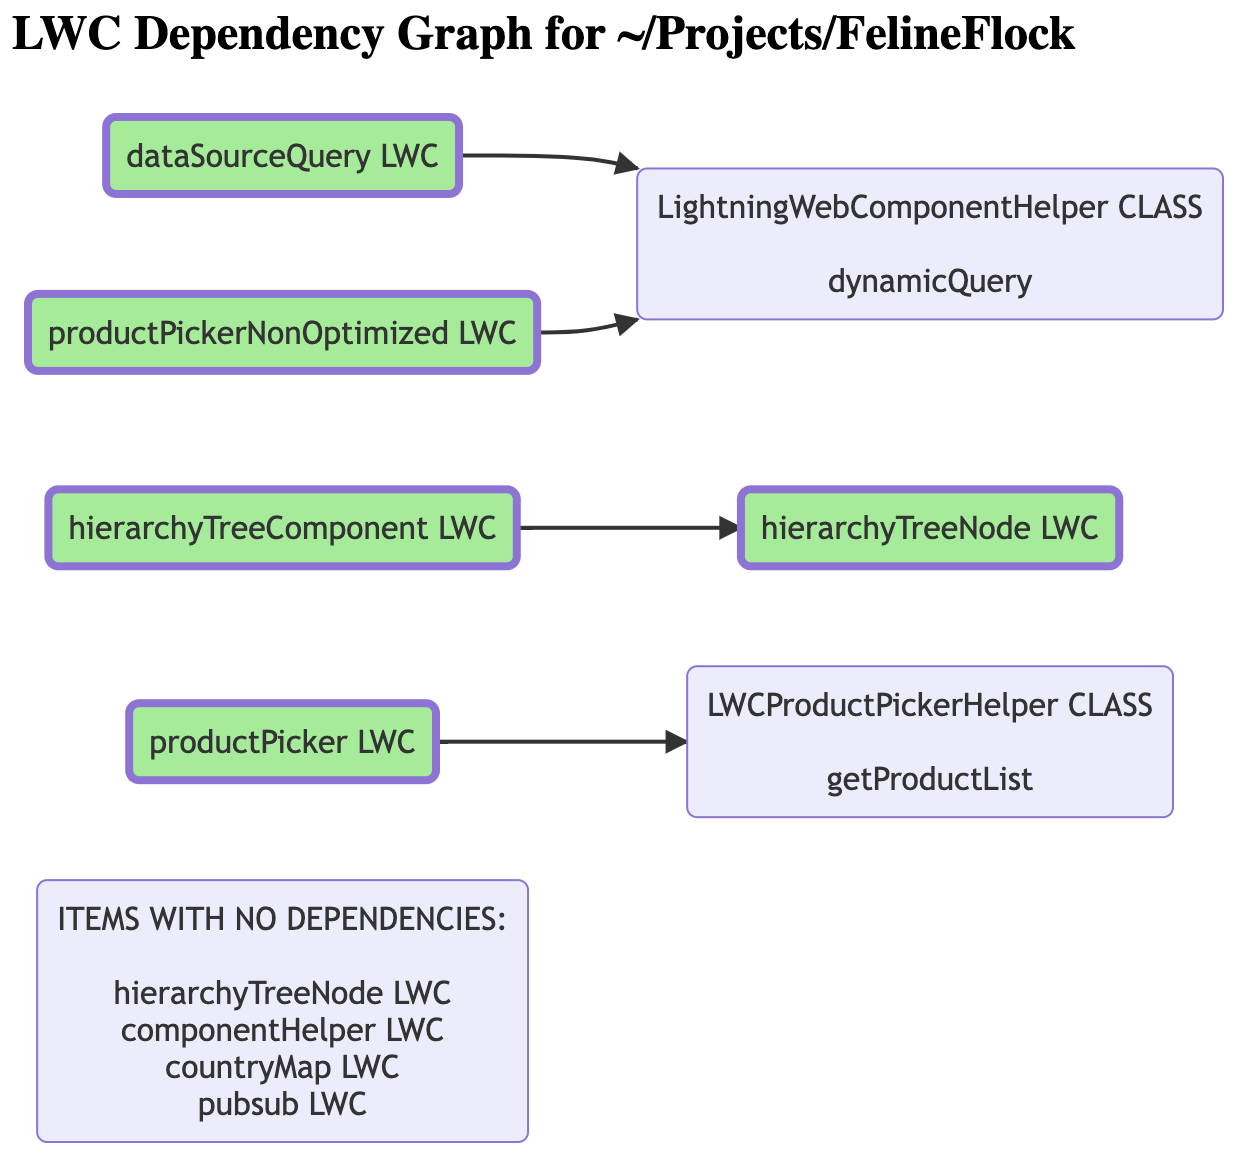 LWC Dependency Graph for ~/Projects/FelineFlock
dataSourceQuery LWC
LightningWebComponentHelper CLASS
dynamicQuery
productPickerNonOptimized LWC
hierarchyTreeComponent LWC
hierarchyTreeNode LWC
productPicker LWC
LWCProductPickerHelper CLASS
getProductList
ITEMS WITH NO DEPENDENCIES:
hierarchyTreeNode LWC
componentHelper LWC
countryMap LWC
pubsub LWC